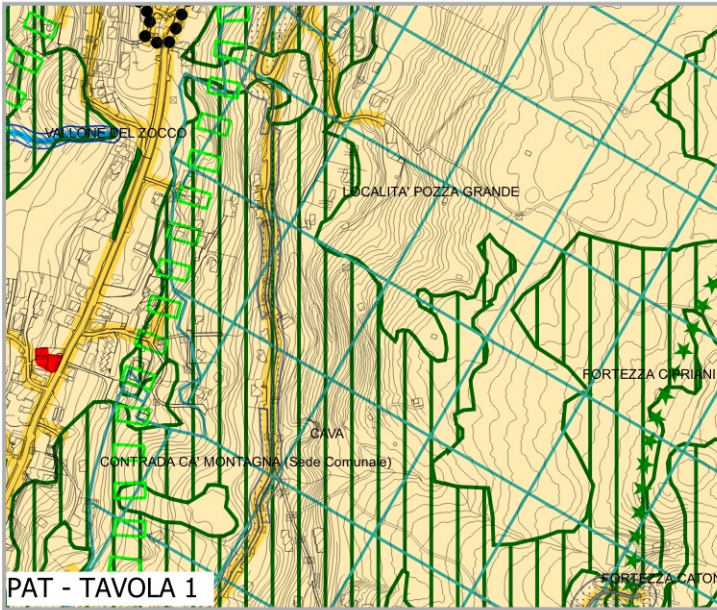 VALLONE DEL ZOCCO
LOCALITA' POZZA GRANDE
FORTEZZA CIPRIANI
CAVA
CONTRADA CA' MONTAGNA (Sede Comunale)
FORTEZZA CATON
PAT - TAVOLA 1